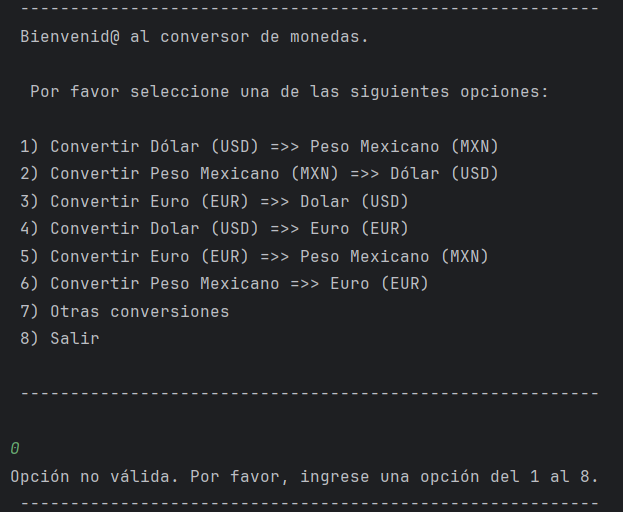 ----------------------------------------------------------
Bienvenid@ al conversor de monedas.
Por favor seleccione una de las siguientes opciones:
1) Convertir Dólar (USD) =>> Peso Mexicano (MXN)
2) Convertir Peso Mexicano (MXN) =>> Dólar (USD)
3) Convertir Euro (EUR) =>> Dolar (USD)
4) Convertir Dolar (USD) =>> Euro (EUR)
5) Convertir Euro (EUR) =>> Peso Mexicano (MXN)
6) Convertir Peso Mexicano =>> Euro (EUR)
7) Otras conversiones
8) Salir
----------------------------------------------------------
0
Opción no válida. Por favor, ingrese una opción del 1 al 8.
----------------------------------------------------------